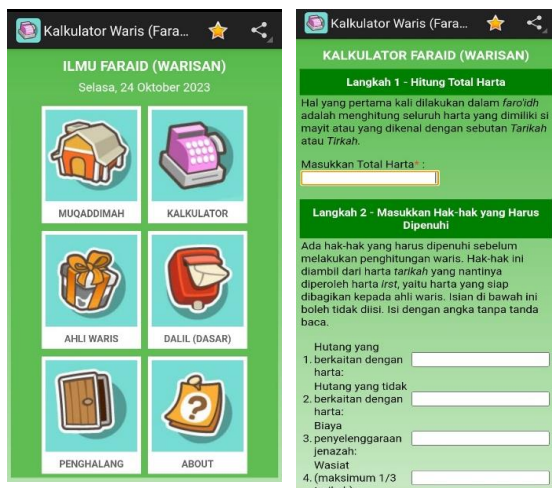 Kalkulator Waris (Fara...
ILMU FARAID (WARISAN)
Selasa, 24 Oktober 2023
MUQADDIMAH
KALKULATOR
AHLI WARIS
DALIL (DASAR)
PENGHALANG
ABOUT
Kalkulator Waris (Fara...
KALKULATOR FARAID (WARISAN)
Langkah 1 - Hitung Total Harta
Hal yang pertama kali dilakukan dalam faro'idh
adalah menghitung seluruh harta yang dimiliki si
mayit atau yang dikenal dengan sebutan Tarikah
atau Tirkah.
Masukkan Total Harta* :
Langkah 2 - Masukkan Hak-hak yang Harus
Dipenuhi
Ada hak-hak yang harus dipenuhi sebelum
melakukan penghitungan waris. Hak-hak ini
diambil dari harta tarikah yang nantinya
diperoleh harta irst, yaitu harta yang siap
dibagikan kepada ahli waris. Isian di bawah ini
boleh tidak diisi. Isi dengan angka tanpa tanda
baca.
Hutang yang
1. berkaitan dengan
harta:
Hutang yang tidak
2. berkaitan dengan
harta:
Biaya
3. penyelenggaraan
jenazah:
Wasiat
4. (maksimum 1/3